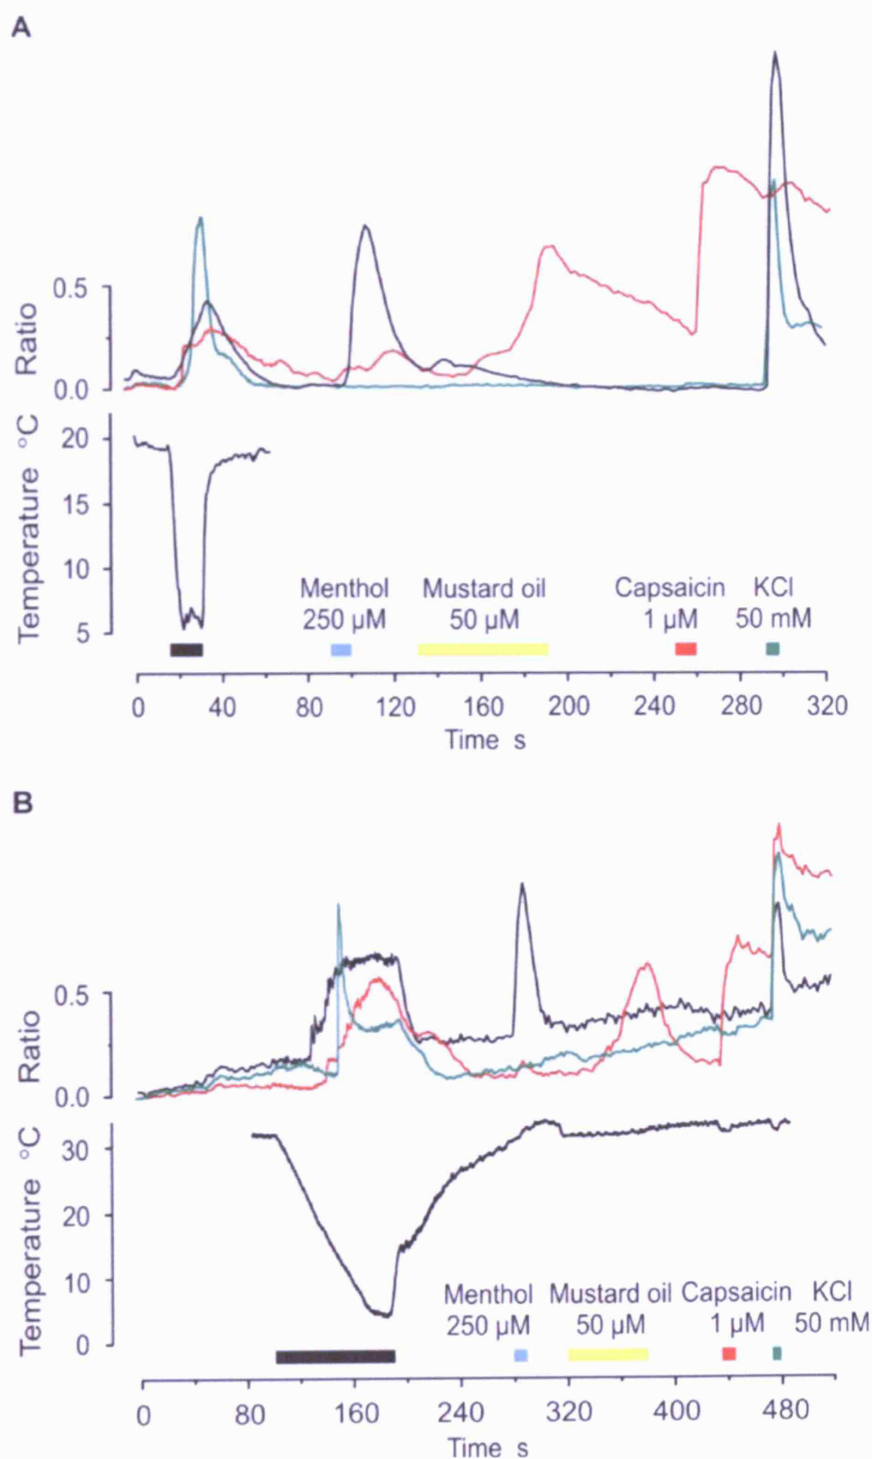 A
Ratio
0.5
0.0
Temperature °C
20
15
10
5
Menthol Mustard oil Capsaicin KCl
250 µM 50 µM 1 µM 50 mM
0 40 80 120 160 200 240 280 320
Time s
B
Ratio
0.5
0.0
Temperature °C
30
20
10
0
Menthol Mustard oil Capsaicin KCl
250 µM 50 µM 1 µM 50 mM
0 80 160 240 320 400 480
Time s